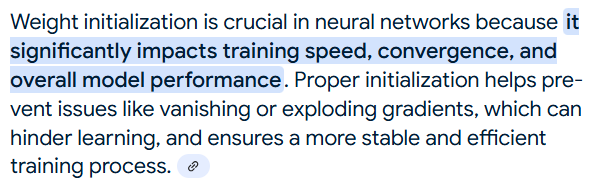 Weight initialization is crucial in neural networks because it
significantly impacts training speed, convergence, and
overall model performance. Proper initialization helps pre-
vent issues like vanishing or exploding gradients, which can
hinder learning, and ensures a more stable and efficient
training process.